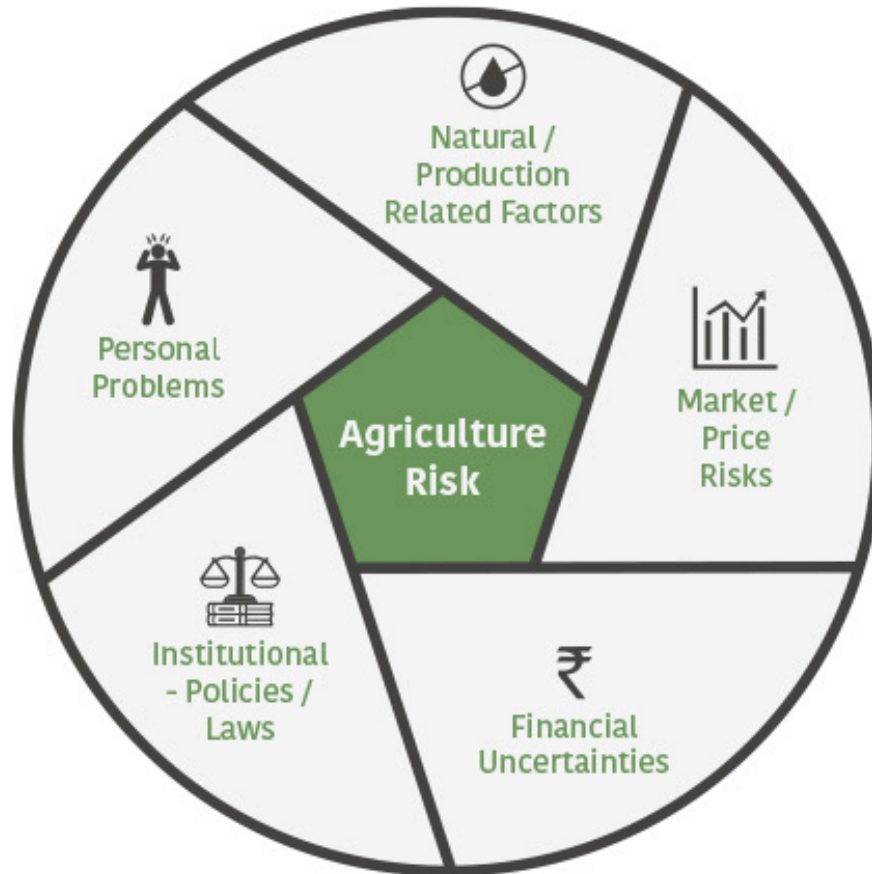 Natural /
Production
Related Factors
Market /
Price
Risks
₹
Financial
Uncertainties
Institutional
- Policies /
Laws
Personal
Problems
Agriculture
Risk